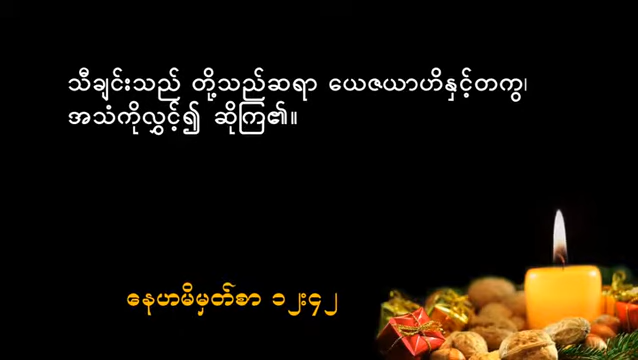 သီချင်းသည် တို့သည်ဆရာ ယေဇယာဟိနှင့်တကွ၊
အသံကိုလွှင့်၍ ဆိုကြ၏။
နေဟမိမှတ်စာ ၁၂း၄၂